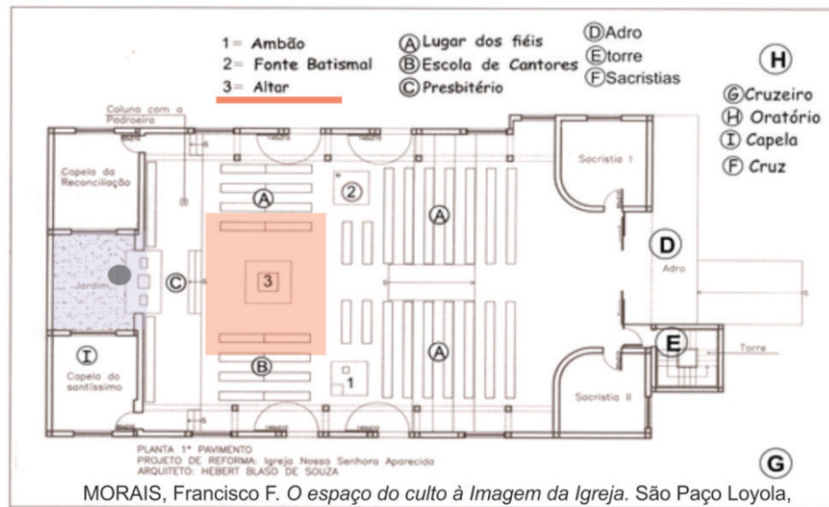 1= Ambão
2= Fonte Batismal
3= Altar
A Lugar dos fiéis
B Escola de Cantores
C Presbitério
D Adro
E torre
F Sacristias
H
G Cruzeiro
H Oratório
I Capela
F Cruz
Coluna com a
Padroeira
Capela da
Reconciliação
A
2
A
Sacristia I
D
Adro
Jardim
C
3
S
I
Capela do
santíssimo
B
1
A
E
Torre
Sacristia II
G
PLANTA 1º PAVIMENTO
PROJETO DE REFORMA: Igreja Nossa Senhora Aparecida
ARQUITETO: HEBERT BLASO DE SOUZA
MORAIS, Francisco F. O espaço do culto à Imagem da Igreja. São Paço Loyola,